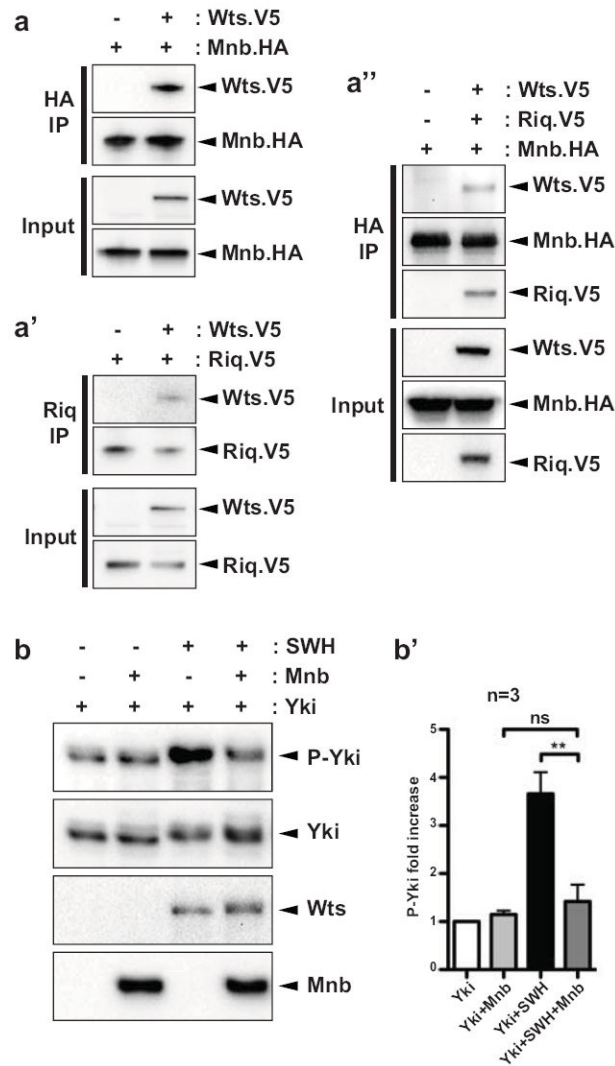 a
- + : Wts.V5
+ + : Mnb.HA
HA IP
Wts.V5
Mnb.HA
Input
Wts.V5
Mnb.HA
a'
- + : Wts.V5
+ + : Riq.V5
Riq IP
Wts.V5
Riq.V5
Input
Wts.V5
Riq.V5
a''
- + : Wts.V5
- + : Riq.V5
+ + : Mnb.HA
HA IP
Wts.V5
Mnb.HA
Riq.V5
Input
Wts.V5
Mnb.HA
Riq.V5
b
- - + + : SWH
- + - + : Mnb
+ + + + : Yki
P-Yki
Yki
Wts
Mnb
b'
n=3
ns
**
P-Yki fold increase
5
4
3
2
1
0
Yki
Yki+Mnb
Yki+SWH
Yki+SWH+Mnb